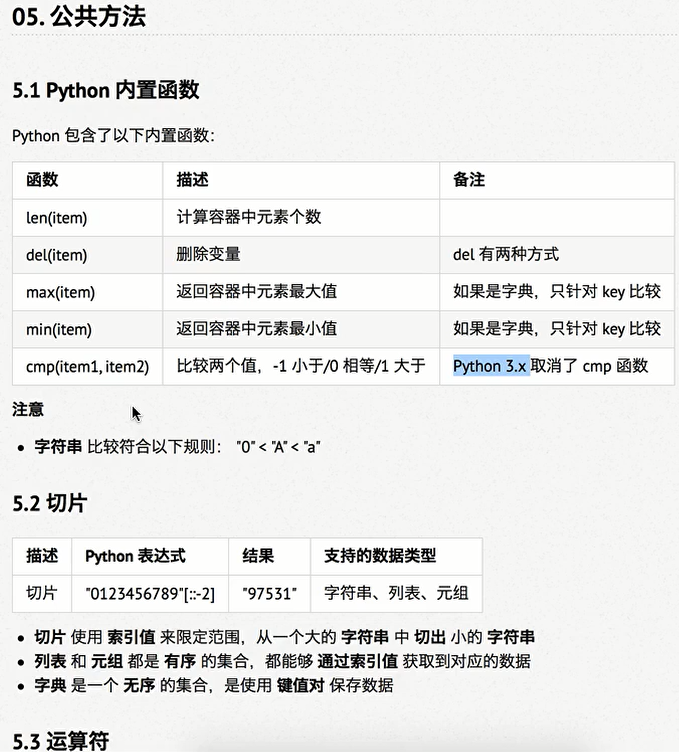 05. 公共方法
5.1 Python 内置函数
Python 包含了以下内置函数：
函数 描述 备注
len(item) 计算容器中元素个数
del(item) 删除变量 del 有两种方式
max(item) 返回容器中元素最大值 如果是字典，只针对 key 比较
min(item) 返回容器中元素最小值 如果是字典，只针对 key 比较
cmp(item1, item2) 比较两个值，-1 小于/0 相等/1 大于 Python 3.x 取消了 cmp 函数
注意
• 字符串 比较符合以下规则： "0" < "A" < "a"
5.2 切片
描述 Python 表达式 结果 支持的数据类型
切片 "0123456789"[::-2] "97531" 字符串、列表、元组
• 切片 使用 索引值 来限定范围，从一个大的 字符串 中 切出 小的 字符串
• 列表 和 元组 都是 有序 的集合，都能够 通过索引值 获取到对应的数据
• 字典 是一个 无序 的集合，是使用 键值对 保存数据
5.3 运算符